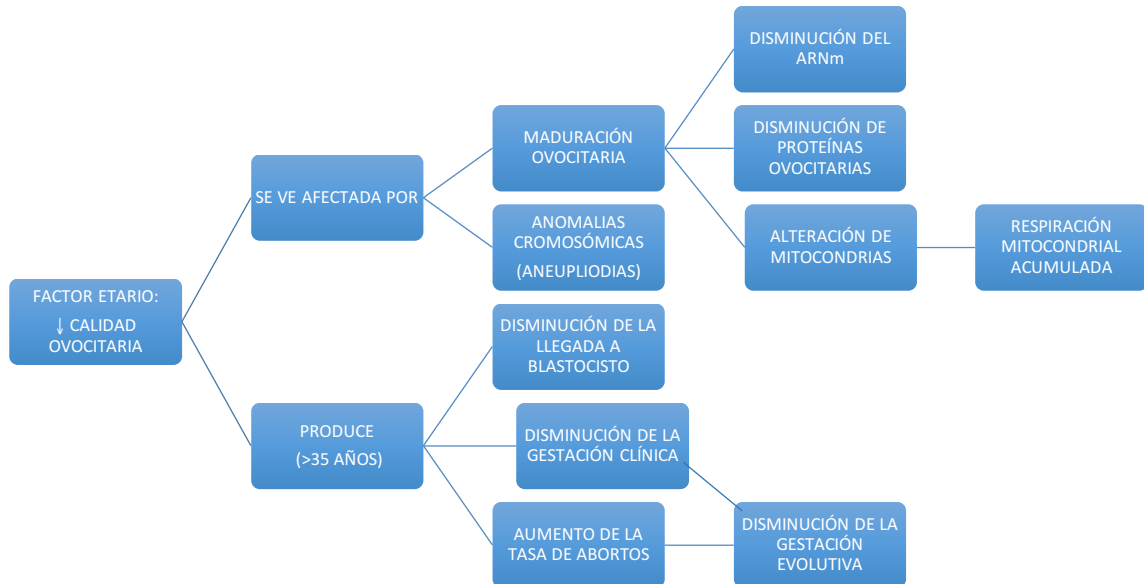 FACTOR ETARIO:
↓ CALIDAD
OVOCITARIA
SE VE AFECTADA POR
MADURACIÓN
OVOCITARIA
DISMINUCIÓN DEL
ARNm
DISMINUCIÓN DE
PROTEÍNAS
OVOCITARIAS
ALTERACIÓN DE
MITOCONDRIAS
RESPIRACIÓN
MITOCONDRIAL
ACUMULADA
ANOMALIAS
CROMOSÓMICAS
(ANEUPLIODIAS)
PRODUCE
(>35 AÑOS)
DISMINUCIÓN DE LA
LLEGADA A
BLASTOCISTO
DISMINUCIÓN DE LA
GESTACIÓN CLÍNICA
AUMENTO DE LA
TASA DE ABORTOS
DISMINUCIÓN DE LA
GESTACIÓN
EVOLUTIVA